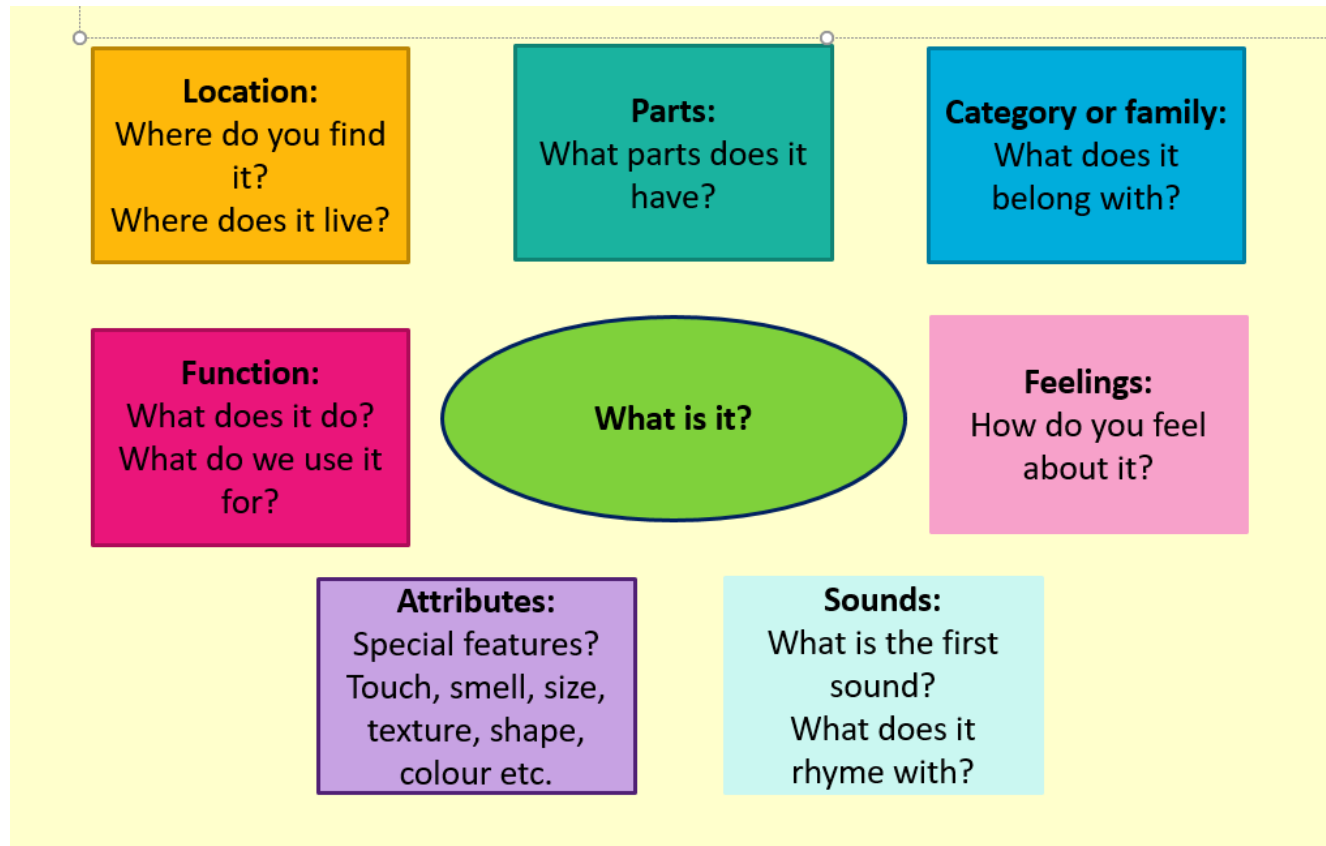 Location:
Where do you find
it?
Where does it live?
Parts:
What parts does it
have?
Category or family:
What does it
belong with?
Function:
What does it do?
What do we use it
for?
What is it?
Feelings:
How do you feel
about it?
Attributes:
Special features?
Touch, smell, size,
texture, shape,
colour etc.
Sounds:
What is the first
sound?
What does it
rhyme with?